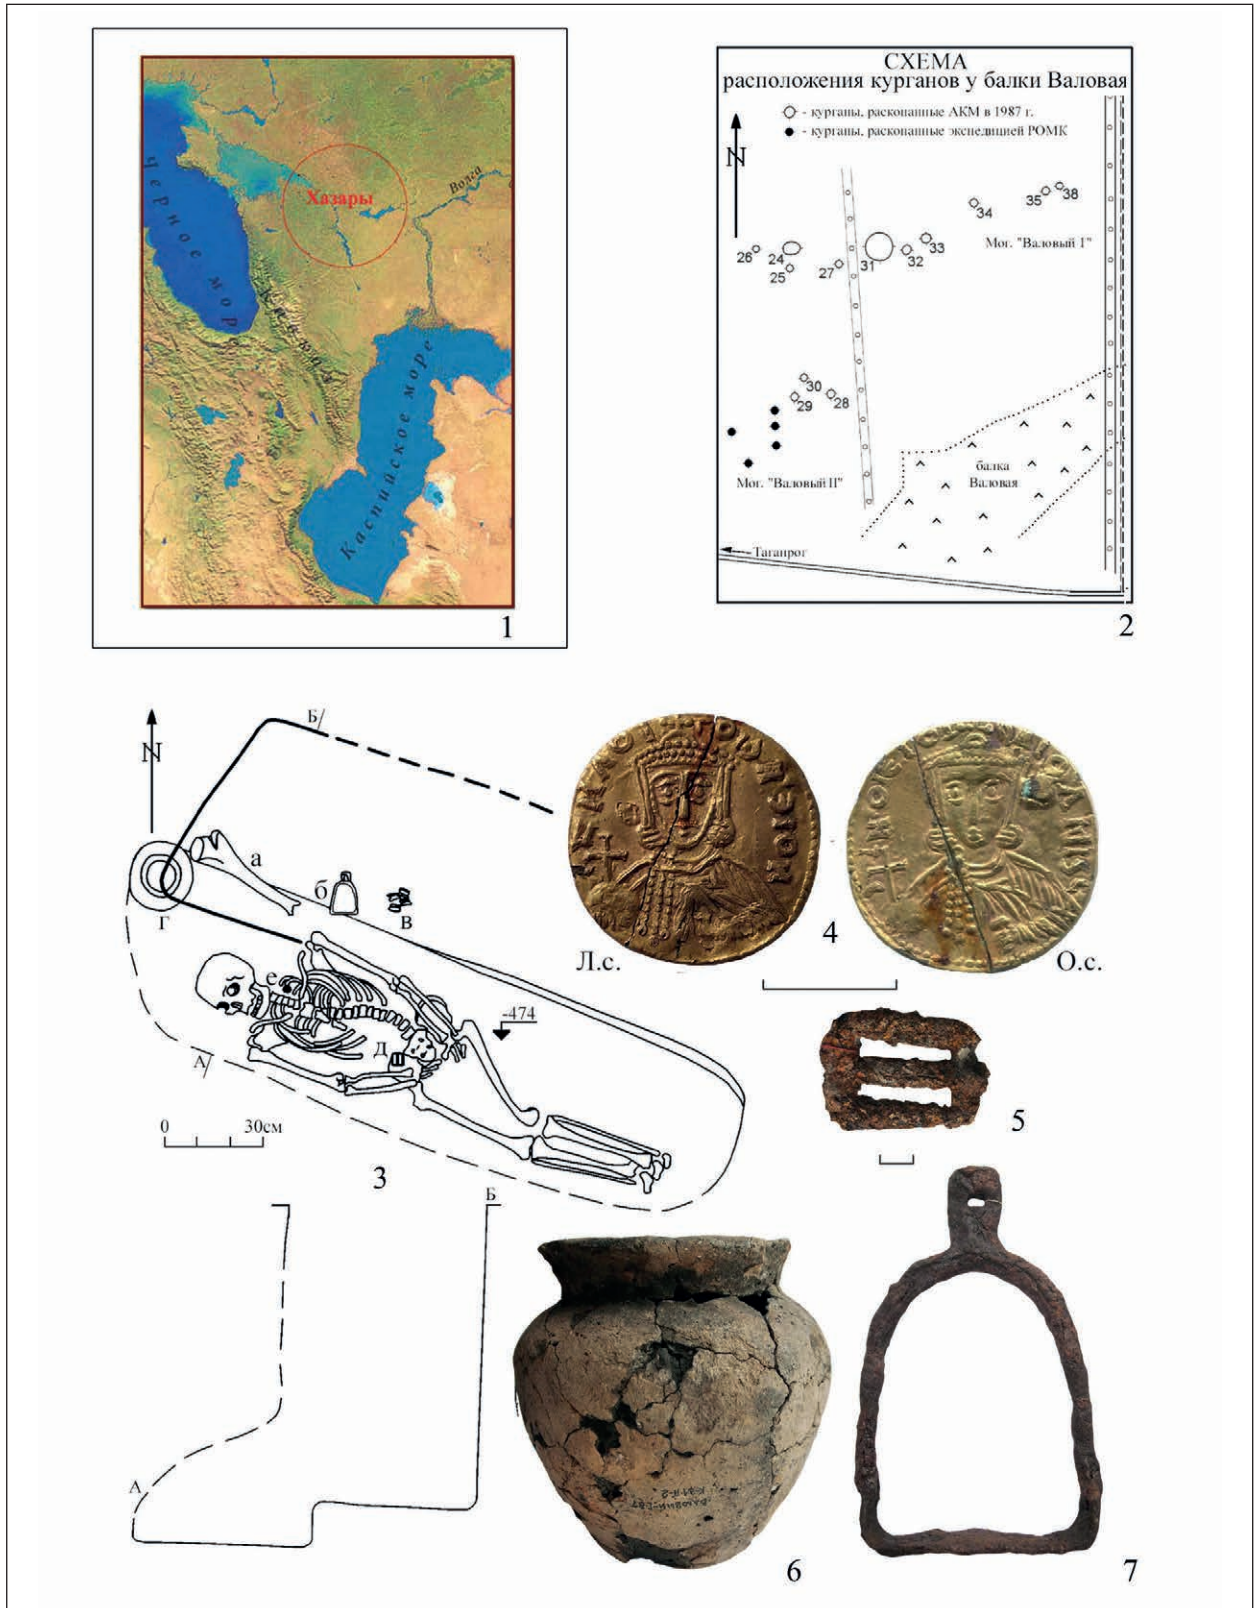 Черное море
Хазары
Волга
Кавказ
Каспийское море
1
СХЕМА
расположения курганов у балки Валовая
- курганы, раскопанные АКМ в 1987 г.
- курганы, раскопанные экспедицией РОМК
N
26
24
25
27
31
32
33
34
35
38
Мог. "Валовый I"
30
29
28
Мог. "Валовый II"
балка
Валовая
Таганрог
2
N
Б
а
б
в
г
е
д
А
-474
0 30см
3
Л.с.
4
О.с.
5
А
Б
6
7